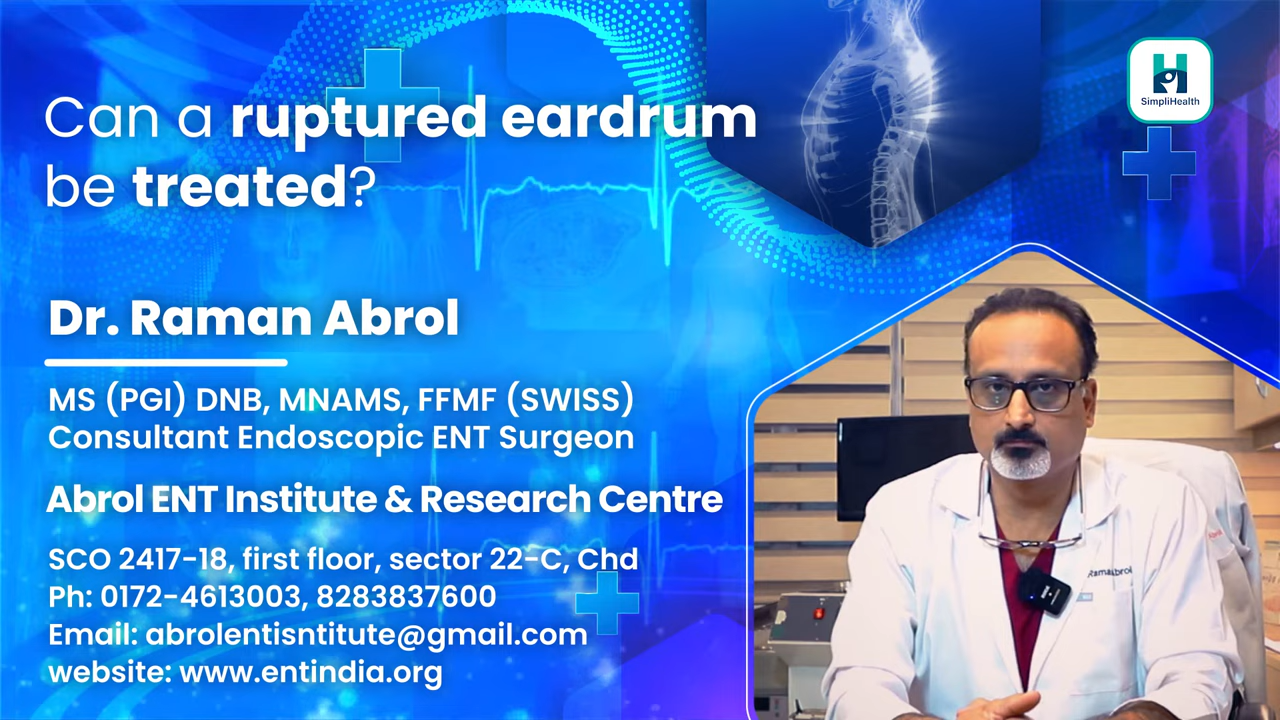 Can a ruptured eardrum
be treated?
SimpliHealth
Dr. Raman Abrol
MS (PGI) DNB, MNAMS, FFMF (SWISS)
Consultant Endoscopic ENT Surgeon
Abrol ENT Institute & Research Centre
SCO 2417-18, first floor, sector 22-C, Chd
Ph: 0172-4613003, 8283837600
Email: abrolentisntitute@gmail.com
website: www.entindia.org